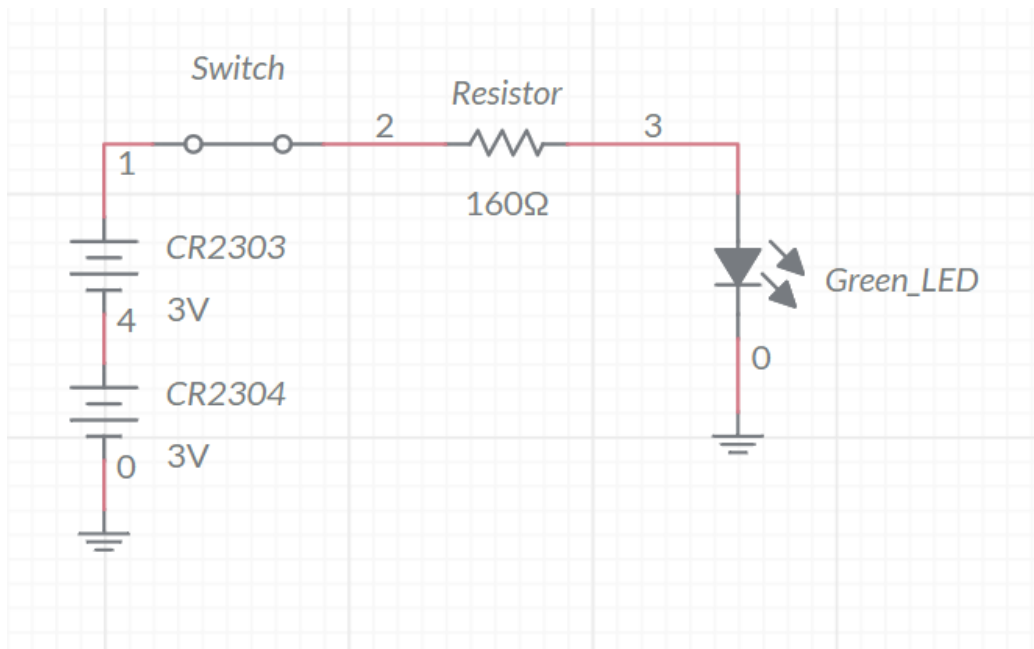 Switch
Resistor
2
3
1
160Ω
CR2303
3V
Green_LED
4
0
CR2304
3V
0